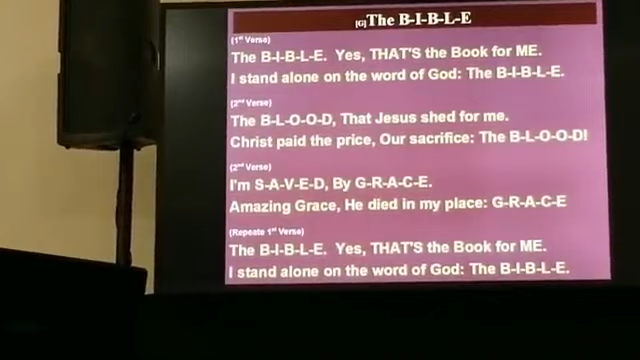 [G]The B-I-B-L-E
(1st Verse)
The B-I-B-L-E. Yes, THAT'S the Book for ME.
I stand alone on the word of God: The B-I-B-L-E.
(2nd Verse)
The B-L-O-O-D, That Jesus shed for me.
Christ paid the price, Our sacrifice: The B-L-O-O-D!
(2nd Verse)
I'm S-A-V-E-D, By G-R-A-C-E.
Amazing Grace, He died in my place: G-R-A-C-E
(Repeate 1st Verse)
The B-I-B-L-E. Yes, THAT'S the Book for ME.
I stand alone on the word of God: The B-I-B-L-E.